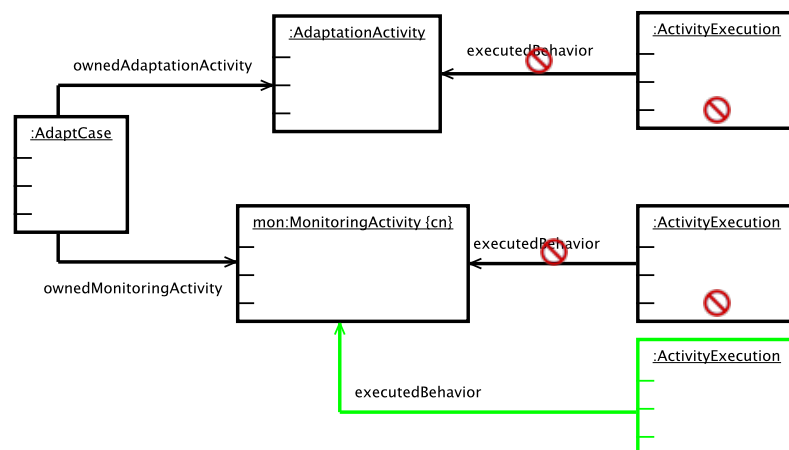 :AdaptationActivity
:ActivityExecution
executedBehavior
ownedAdaptationActivity
:AdaptCase
mon:MonitoringActivity {cn}
:ActivityExecution
executedBehavior
ownedMonitoringActivity
:ActivityExecution
executedBehavior